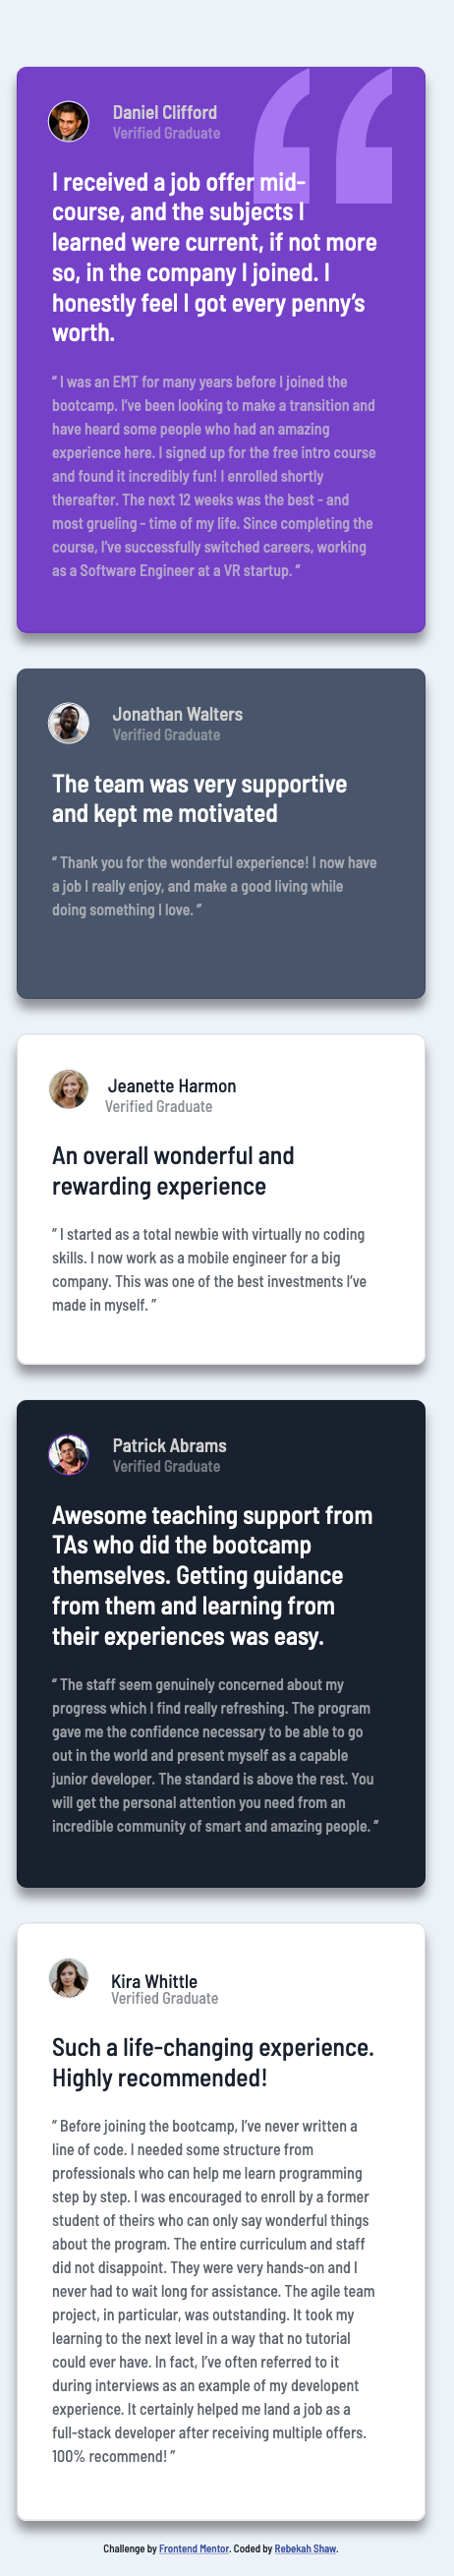 Daniel Clifford
Verified Graduate
I received a job offer mid-
course, and the subjects I
learned were current, if not more
so, in the company I joined. I
honestly feel I got every penny’s
worth.
“ I was an EMT for many years before I joined the
bootcamp. I’ve been looking to make a transition and
have heard some people who had an amazing
experience here. I signed up for the free intro course
and found it incredibly fun! I enrolled shortly
thereafter. The next 12 weeks was the best - and
most grueling - time of my life. Since completing the
course, I’ve successfully switched careers, working
as a Software Engineer at a VR startup. ”
Jonathan Walters
Verified Graduate
The team was very supportive
and kept me motivated
“ Thank you for the wonderful experience! I now have
a job I really enjoy, and make a good living while
doing something I love. ”
Jeanette Harmon
Verified Graduate
An overall wonderful and
rewarding experience
“ I started as a total newbie with virtually no coding
skills. I now work as a mobile engineer for a big
company. This was one of the best investments I’ve
made in myself. ”
Patrick Abrams
Verified Graduate
Awesome teaching support from
TAs who did the bootcamp
themselves. Getting guidance
from them and learning from
their experiences was easy.
“ The staff seem genuinely concerned about my
progress which I find really refreshing. The program
gave me the confidence necessary to be able to go
out in the world and present myself as a capable
junior developer. The standard is above the rest. You
will get the personal attention you need from an
incredible community of smart and amazing people. ”
Kira Whittle
Verified Graduate
Such a life-changing experience.
Highly recommended!
“ Before joining the bootcamp, I’ve never written a
line of code. I needed some structure from
professionals who can help me learn programming
step by step. I was encouraged to enroll by a former
student of theirs who can only say wonderful things
about the program. The entire curriculum and staff
did not disappoint. They were very hands-on and I
never had to wait long for assistance. The agile team
project, in particular, was outstanding. It took my
learning to the next level in a way that no tutorial
could ever have. In fact, I’ve often referred to it
during interviews as an example of my developent
experience. It certainly helped me land a job as a
full-stack developer after receiving multiple offers.
100% recommend! ”
Challenge by Frontend Mentor. Coded by Rebekah Shaw.